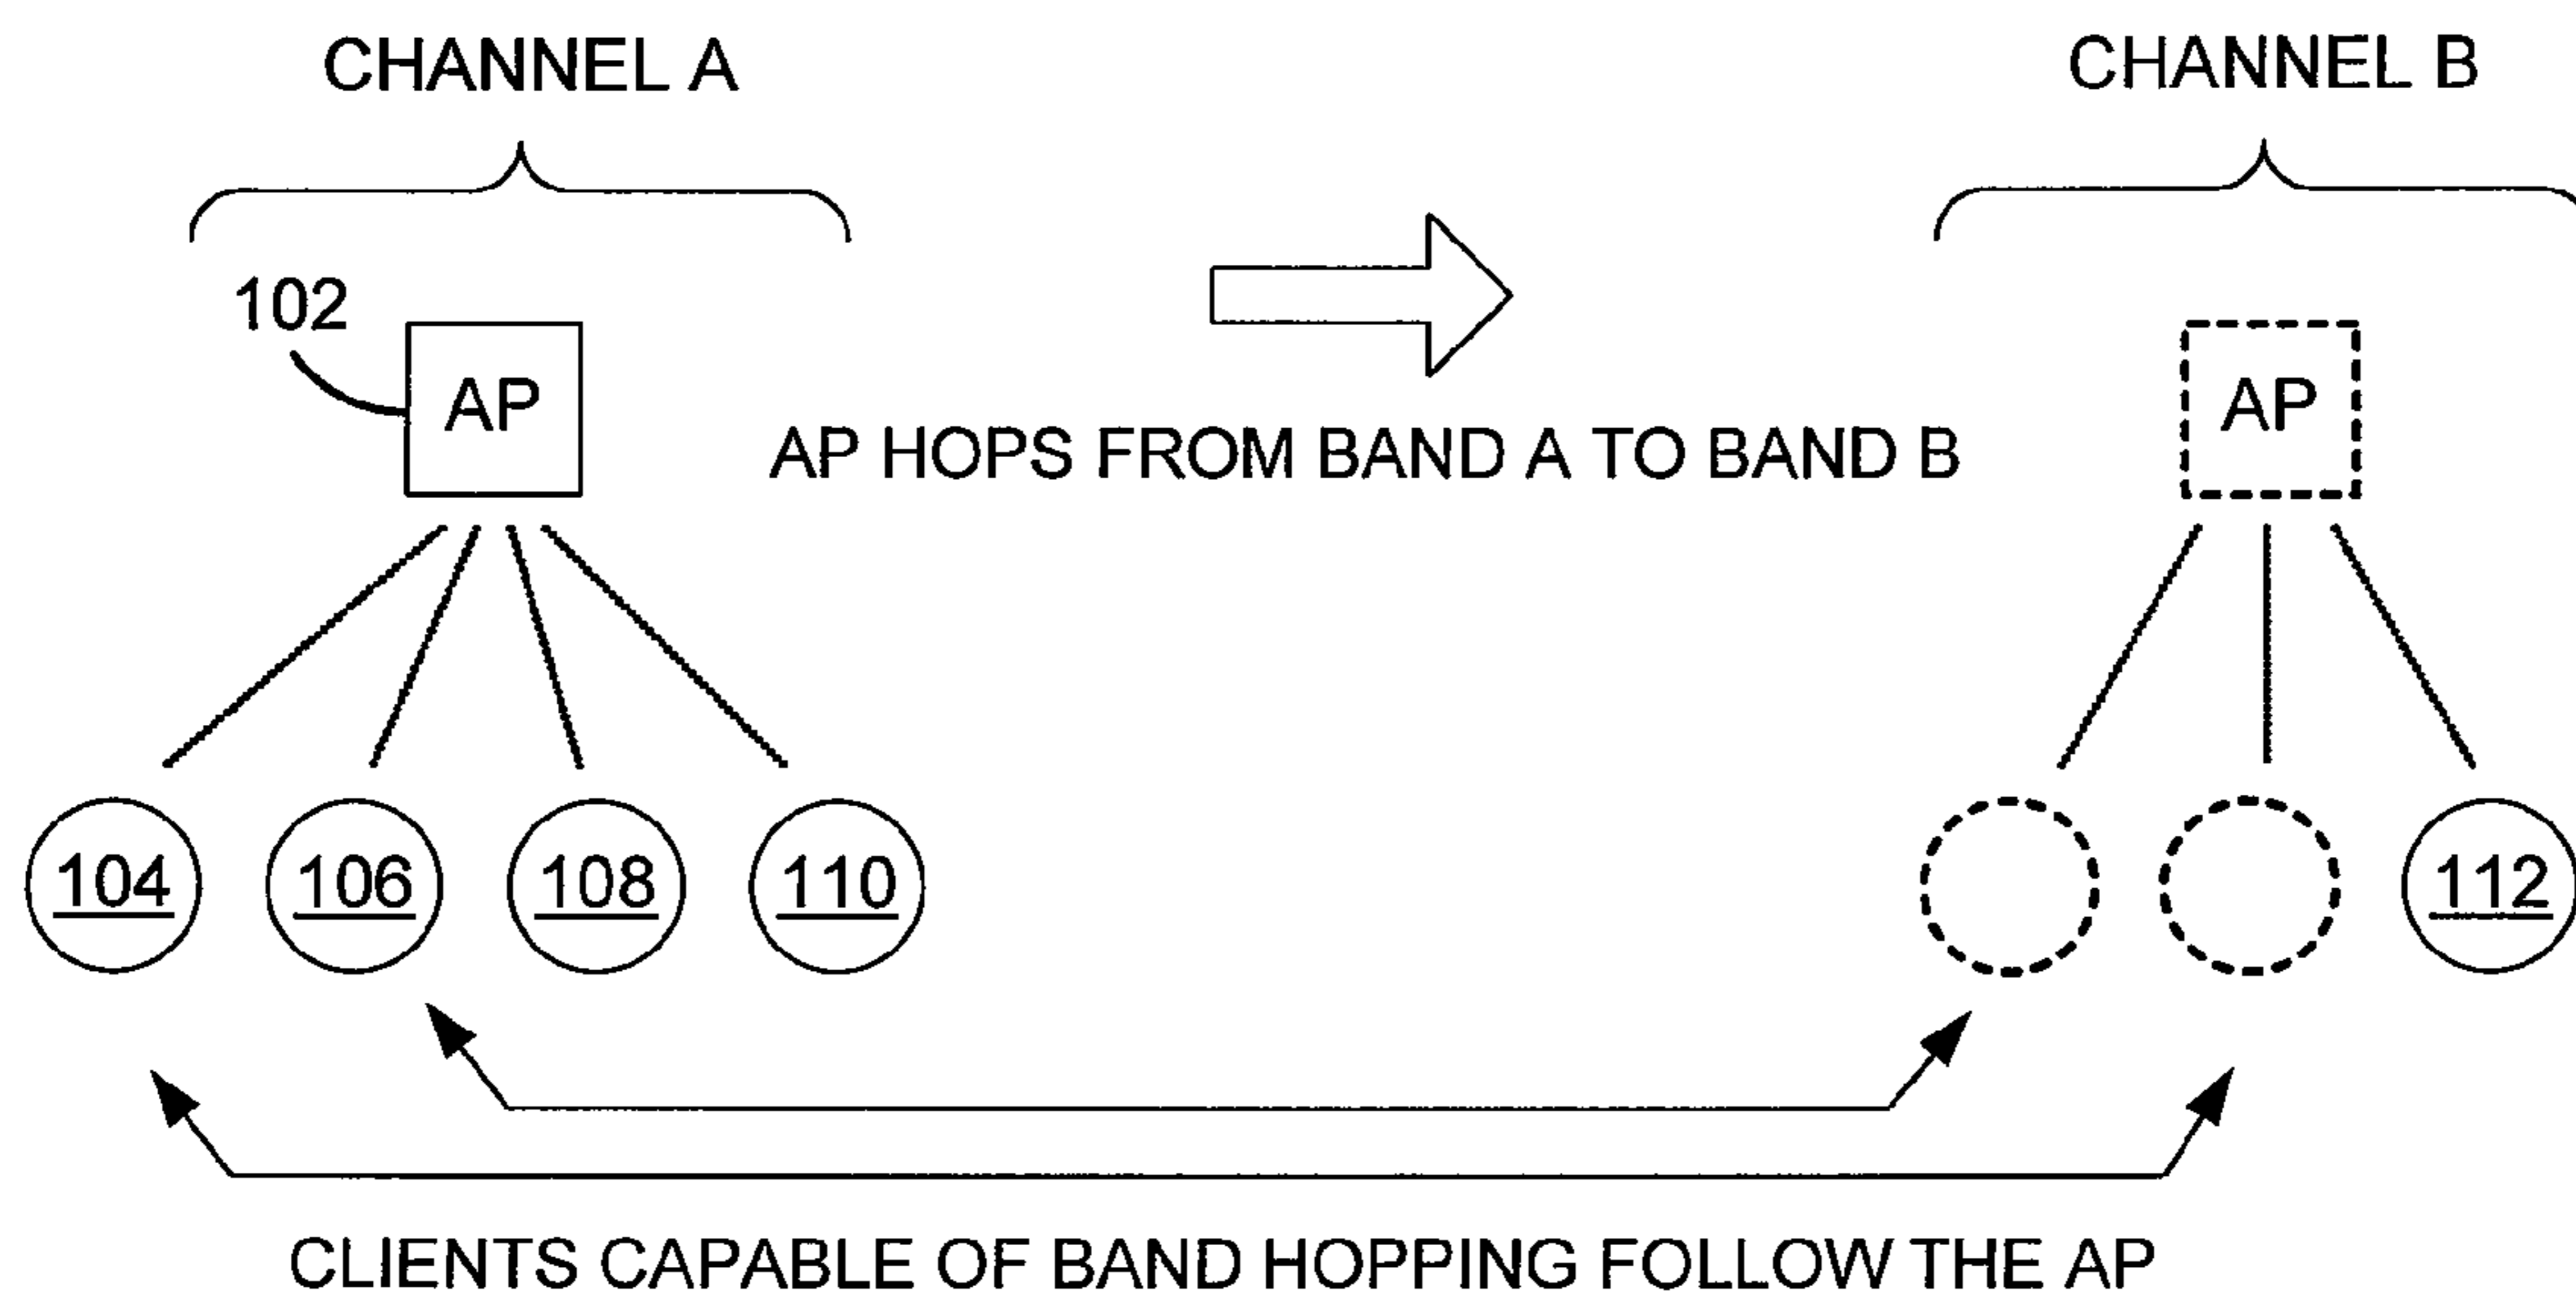 CHANNEL A
CHANNEL B
102
AP
AP
AP HOPS FROM BAND A TO BAND B
104
106
108
110
112
CLIENTS CAPABLE OF BAND HOPPING FOLLOW THE AP